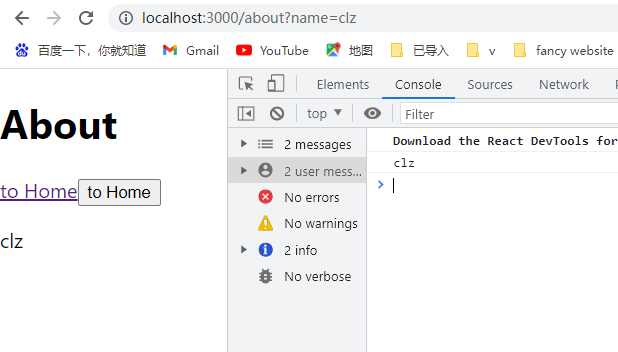 localhost:3000/about?name=clz
百度一下，你就知道 Gmail YouTube 地图 已导入 v fancy website
About
to Home to Home
clz
Elements Console Sources Network
top Filter
2 messages
2 user mess...
No errors
No warnings
2 info
No verbose
Download the React DevTools for
clz